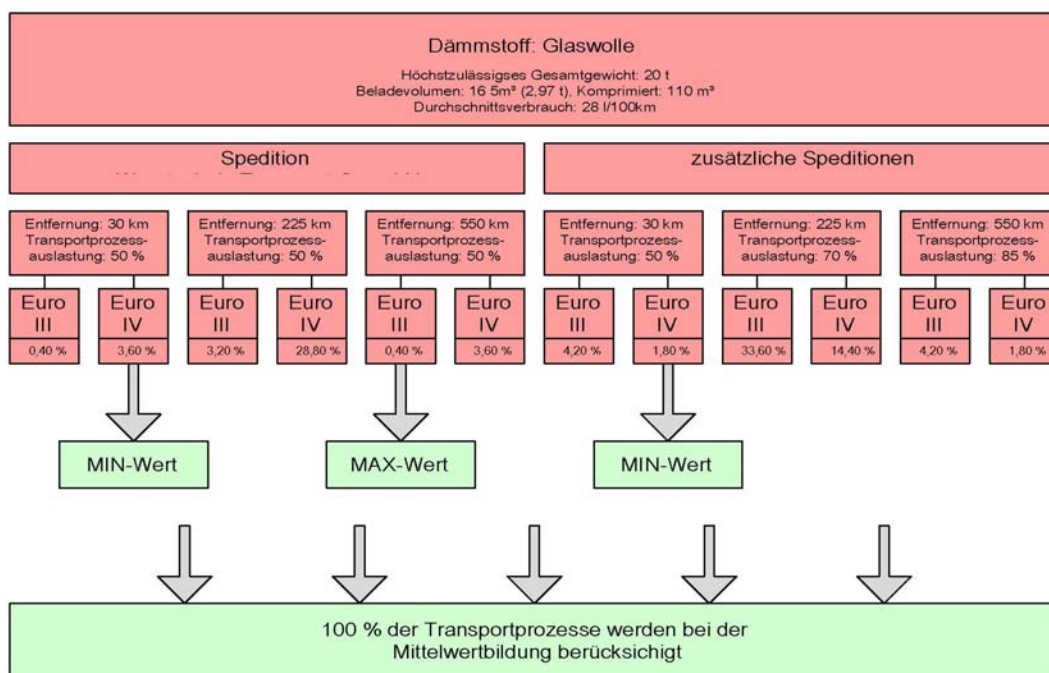 Dämmstoff: Glaswolle
Höchstzulässigses Gesamtgewicht: 20 t
Beladevolumen: 16 5m³ (2,97 t), Komprimiert: 110 m³
Durchschnittsverbrauch: 28 l/100km
Spedition
zusätzliche Speditionen
Entfernung: 30 km
Transportprozess-
auslastung: 50 %
Entfernung: 225 km
Transportprozess-
auslastung: 50 %
Entfernung: 550 km
Transportprozess-
auslastung: 50 %
Entfernung: 30 km
Transportprozess-
auslastung: 50 %
Entfernung: 225 km
Transportprozess-
auslastung: 70 %
Entfernung: 550 km
Transportprozess-
auslastung: 85 %
Euro
III
0,40 %
Euro
IV
3,60 %
Euro
III
3,20 %
Euro
IV
28,80 %
Euro
III
0,40 %
Euro
IV
3,60 %
Euro
III
4,20 %
Euro
IV
1,80 %
Euro
III
33,60 %
Euro
IV
14,40 %
Euro
III
4,20 %
Euro
IV
1,80 %
MIN-Wert
MAX-Wert
MIN-Wert
100 % der Transportprozesse werden bei der
Mittelwertbildung berücksichigt